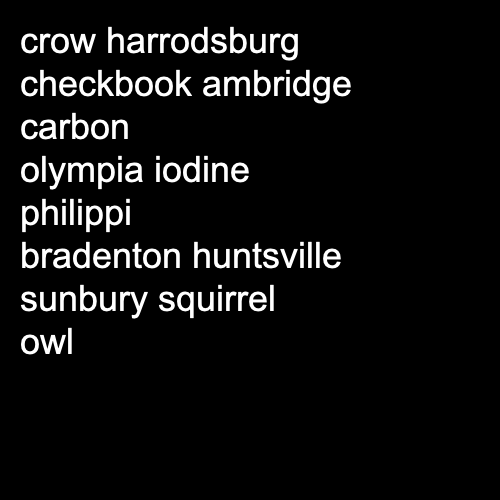 crow harrodsburg
checkbook ambridge
carbon
olympia iodine
philippi
bradenton huntsville
sunbury squirrel
owl